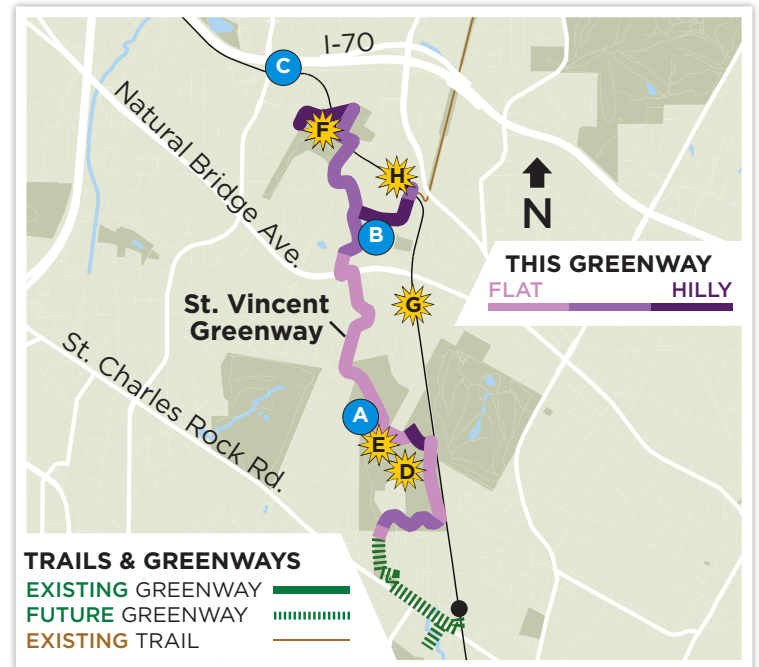 I-70
C
Natural Bridge Ave.
F
H
N
B
THIS GREENWAY
FLAT HILLY
G
St. Vincent
Greenway
St. Charles Rock Rd.
A
E
D
TRAILS & GREENWAYS
EXISTING GREENWAY
FUTURE GREENWAY
EXISTING TRAIL